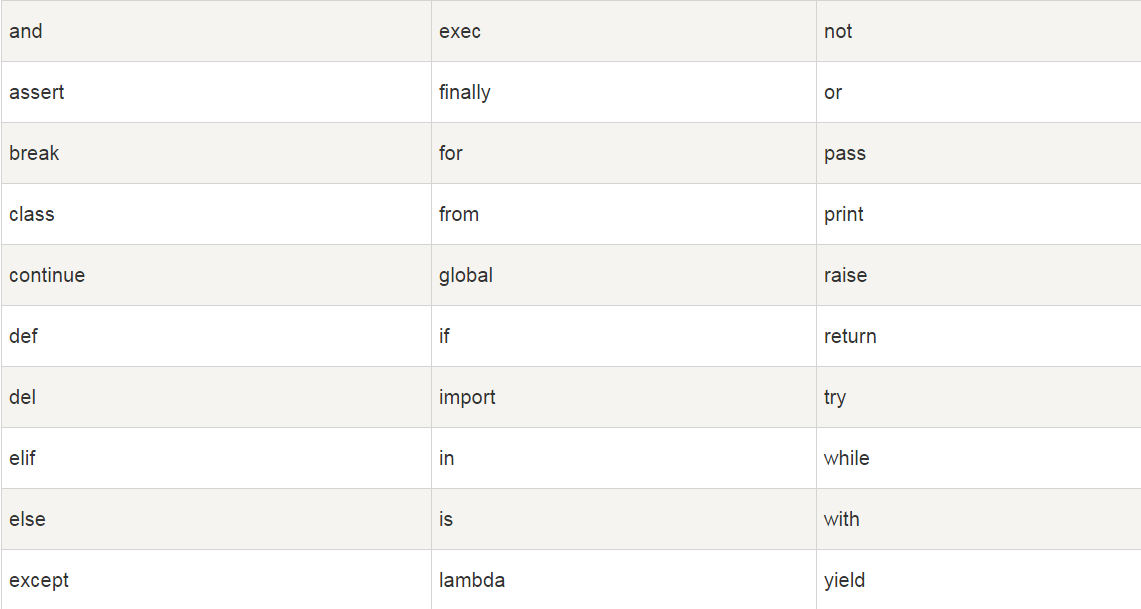 and exec not
assert finally or
break for pass
class from print
continue global raise
def if return
del import try
elif in while
else is with
except lambda yield